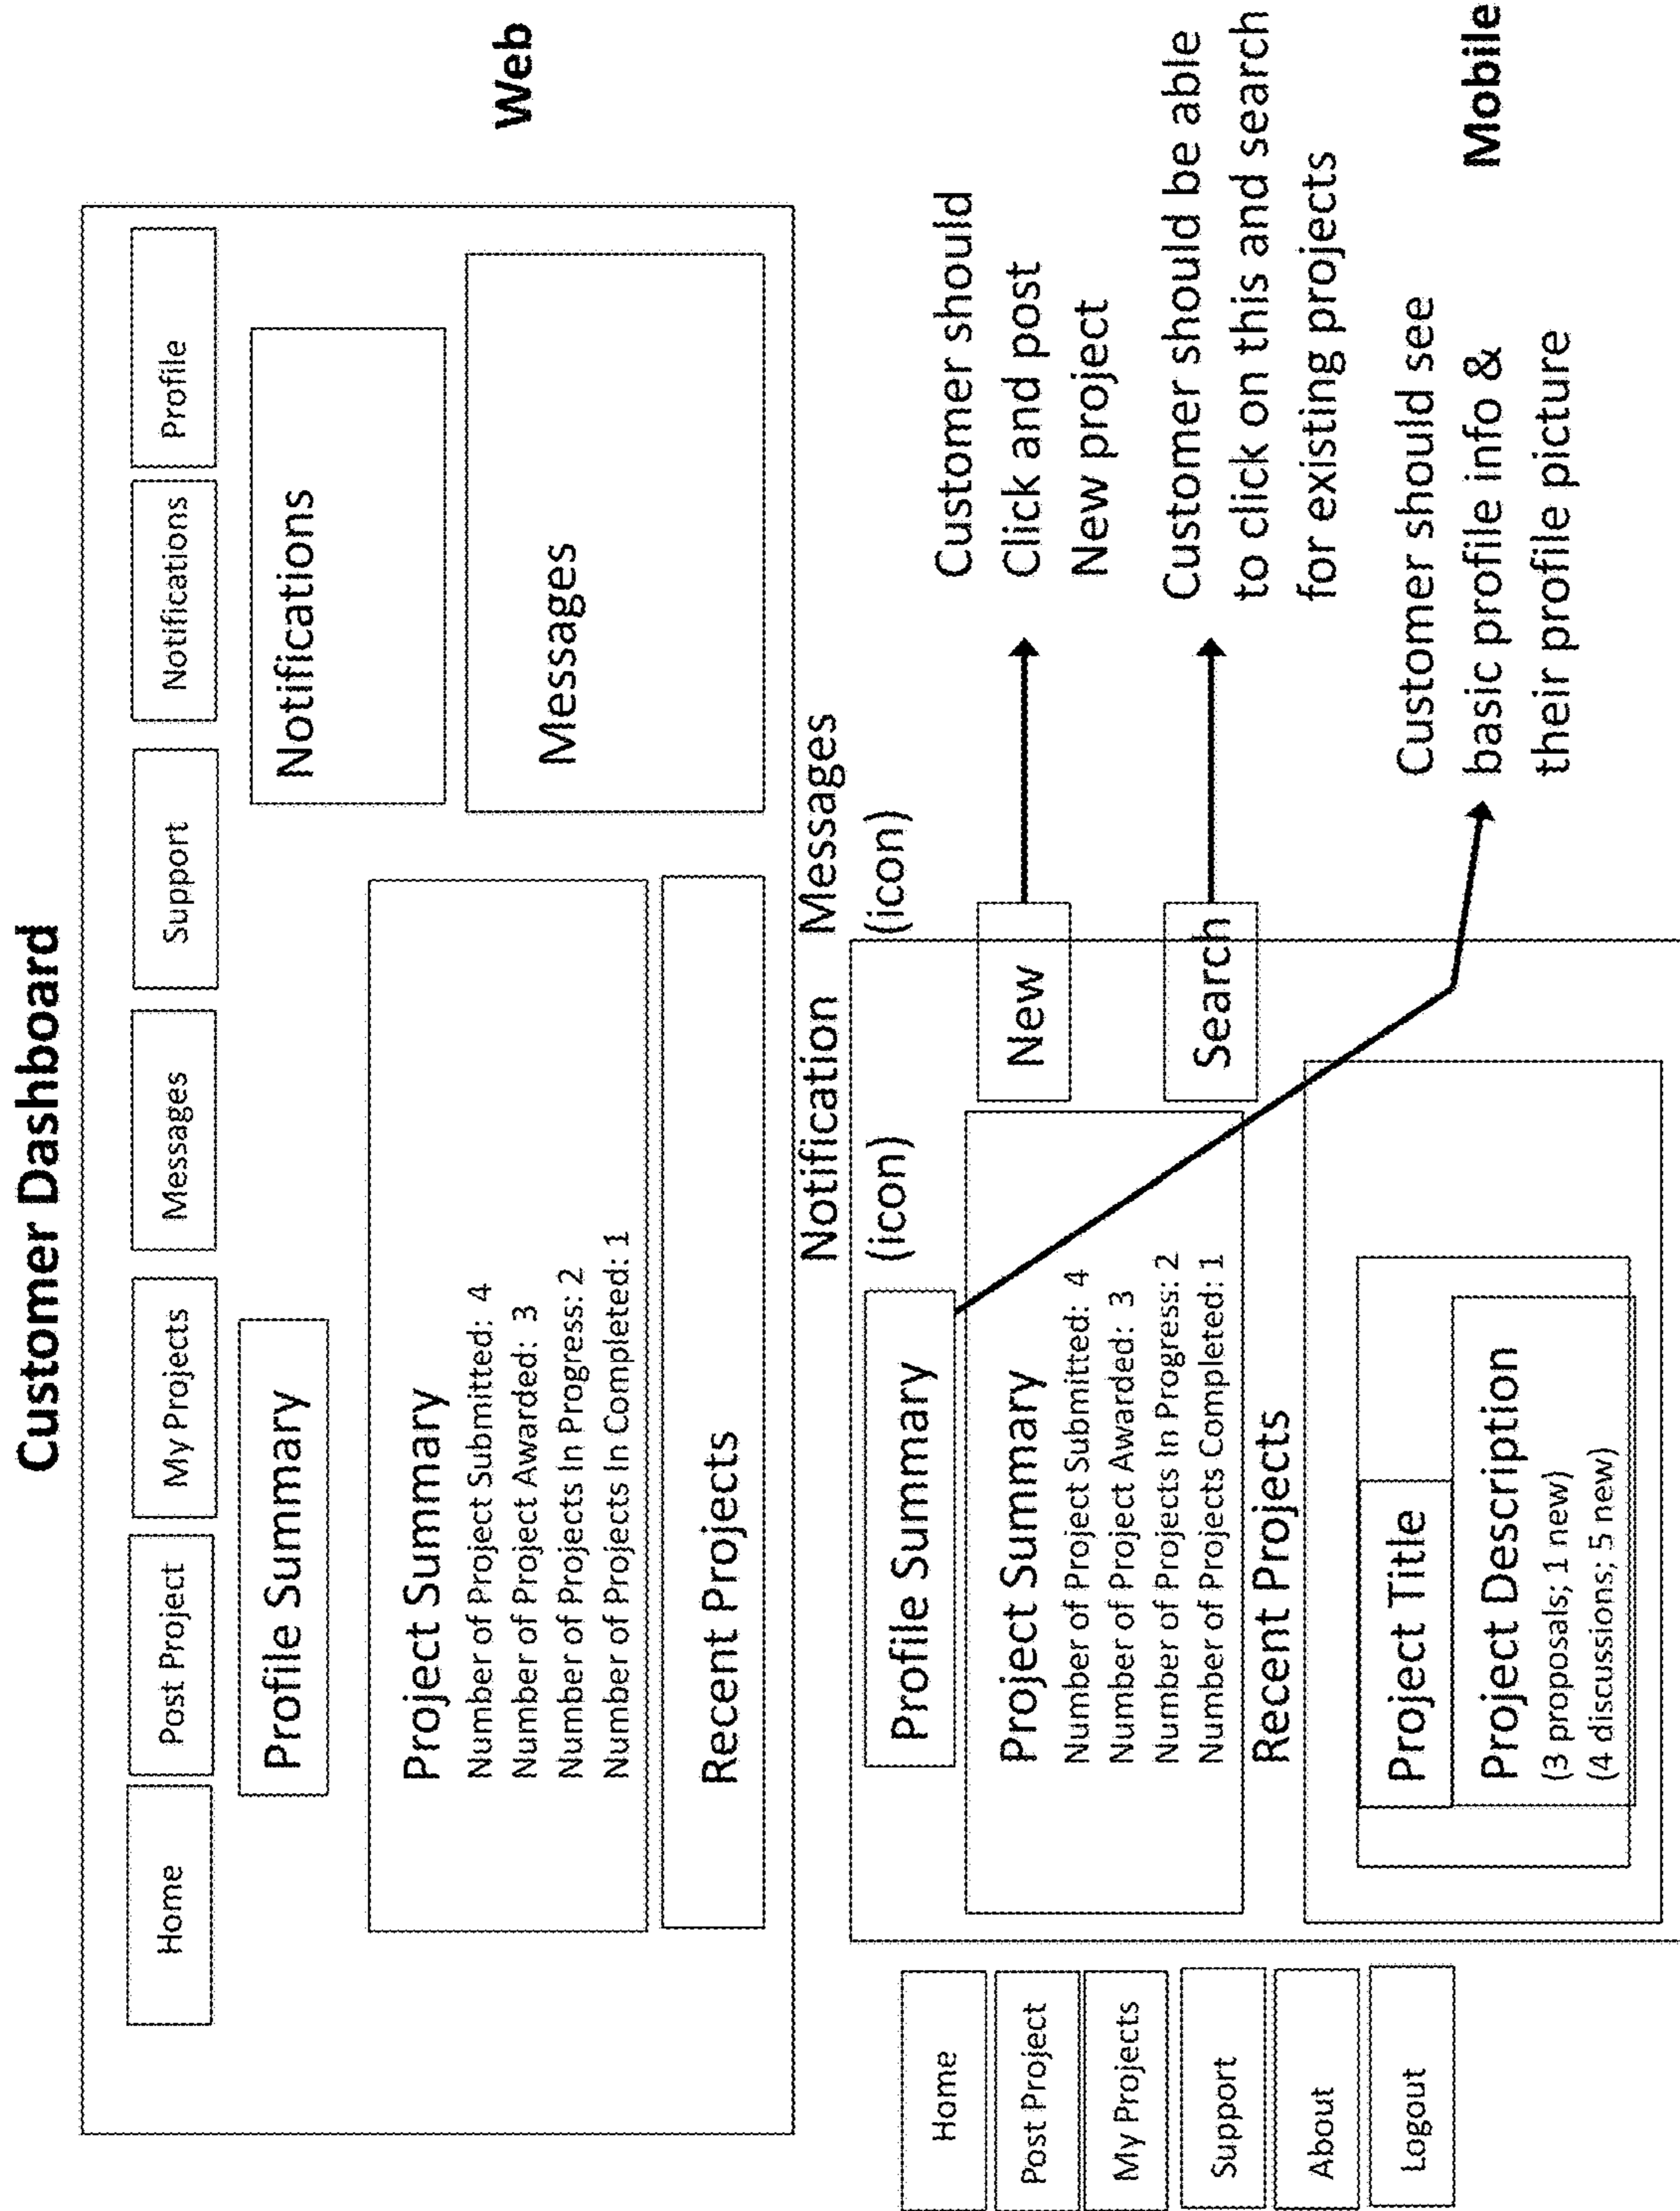 Customer Dashboard
Home
Post Project
My Projects
Messages
Support
Notifications
Profile
Profile Summary
Notifications
Project Summary
Number of Project Submitted: 4
Number of Project Awarded: 3
Number of Projects In Progress: 2
Number of Projects In Completed: 1
Messages
Recent Projects
Web
Notification
(icon)
Messages
(icon)
Home
Post Project
My Projects
Support
About
Logout
Profile Summary
Project Summary
Number of Project Submitted: 4
Number of Project Awarded: 3
Number of Projects In Progress: 2
Number of Projects Completed: 1
New
Search
Recent Projects
Project Title
Project Description
(3 proposals; 1 new)
(4 discussions; 5 new)
Customer should
Click and post
New project
Customer should be able
to click on this and search
for existing projects
Customer should see
basic profile info &
their profile picture
Mobile